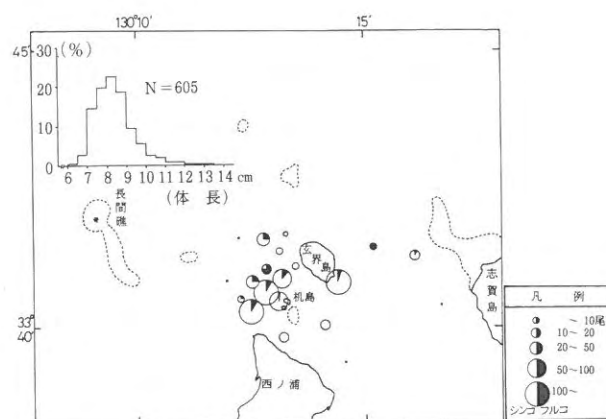 130°10′
15′
45′
30
(%)
20
10
0
N＝605
6 7 8 9 10 11 12 13 14 cm
(体 長)
長間礁
玄界島
机島
志賀島
33°
40′
西ノ浦
凡 例
～10尾
10～20
20～50
50～100
100～
シンコ フルコ